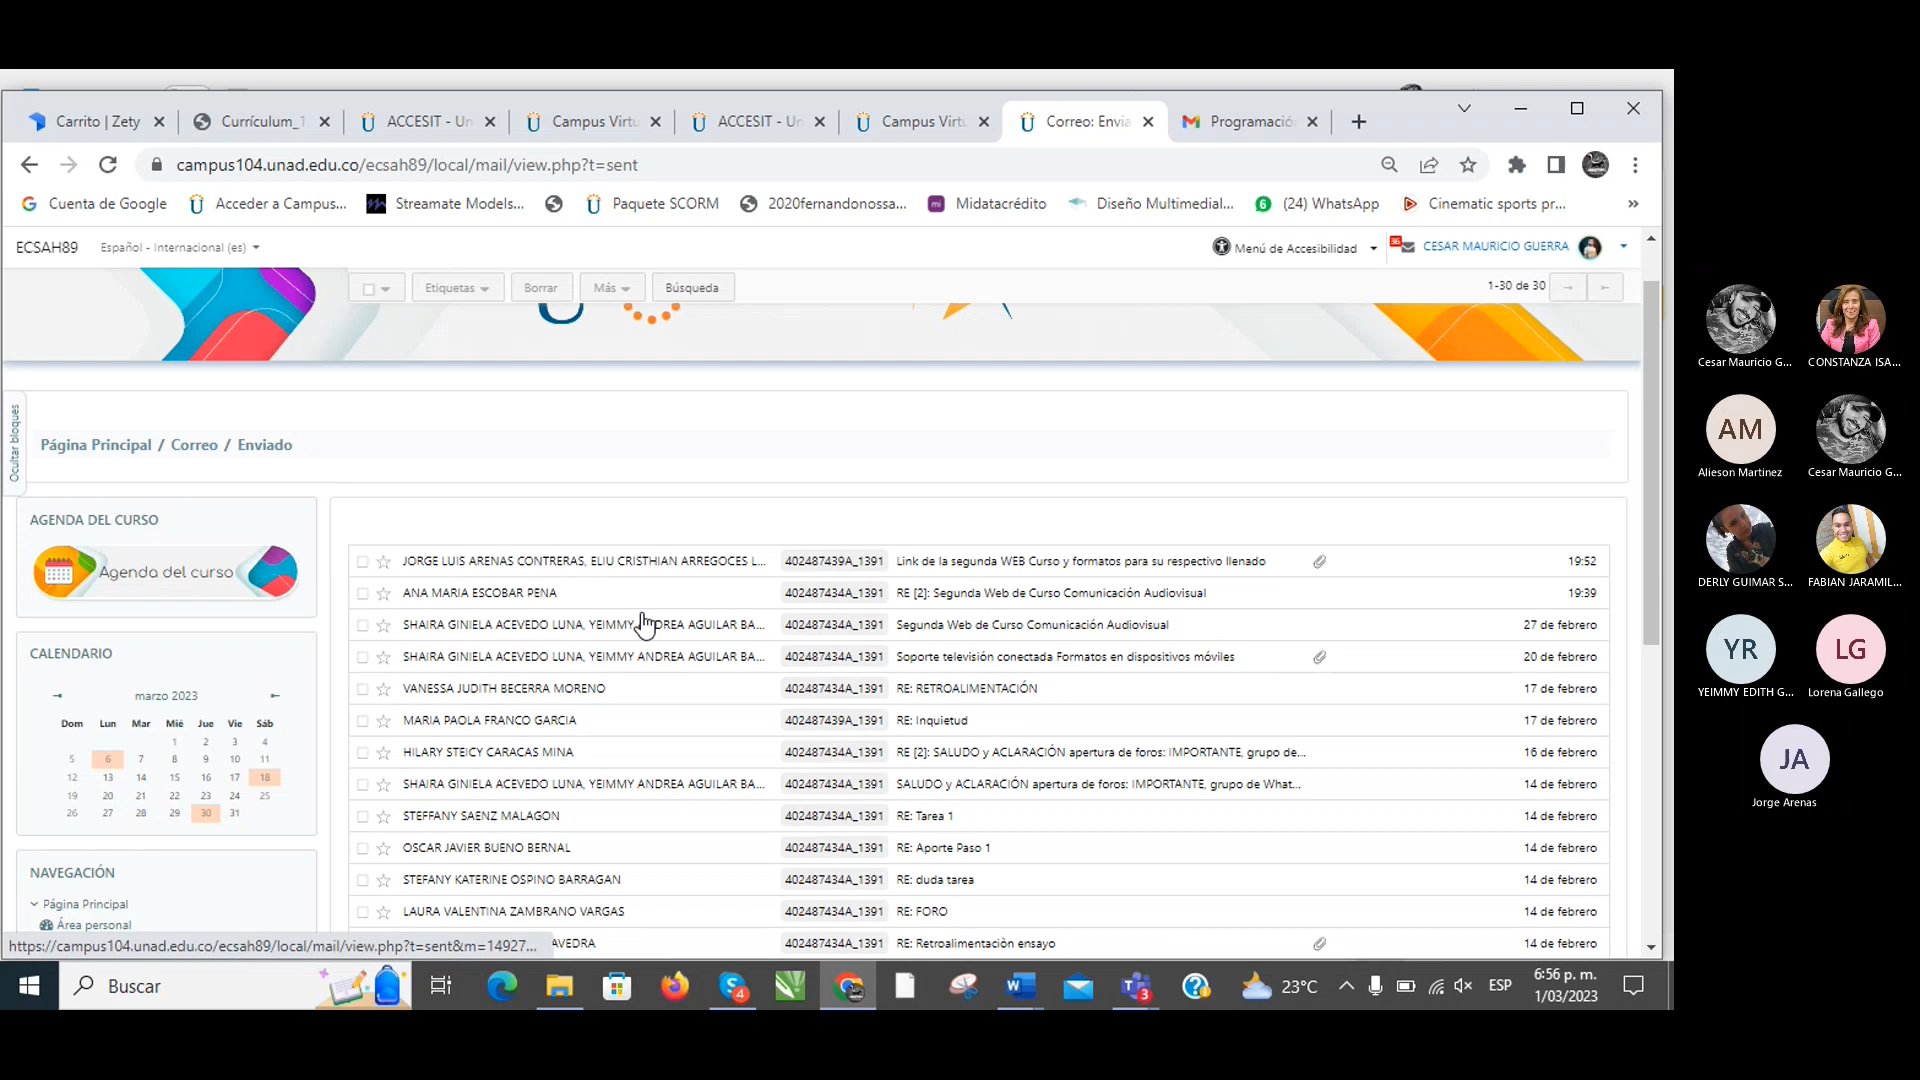 Carrito | Zety
Currículum_1
ACCESIT - Un
Campus Virtu
ACCESIT - Un
Campus Virtu
Correo: Envia
Programació
campus104.unad.edu.co/ecsah89/local/mail/view.php?t=sent
Cuenta de Google
Acceder a Campus...
Streamate Models...
Paquete SCORM
2020fernandonossa...
Midatacrédito
Diseño Multimedial...
(24) WhatsApp
Cinematic sports pr...
»
ECSAH89
Español - Internacional (es)
Menú de Accesibilidad
36
CESAR MAURICIO GUERRA
Etiquetas
Borrar
Más
Búsqueda
1-30 de 30
Ocultar bloques
Página Principal / Correo / Enviado
AGENDA DEL CURSO
Agenda del curso
CALENDARIO
marzo 2023
Dom Lun Mar Mié Jue Vie Sáb
1 2 3 4
5 6 7 8 9 10 11
12 13 14 15 16 17 18
19 20 21 22 23 24 25
26 27 28 29 30 31
NAVEGACIÓN
Página Principal
Área personal
JORGE LUIS ARENAS CONTRERAS, ELIU CRISTHIAN ARREGOCES L... 402487439A_1391 Link de la segunda WEB Curso y formatos para su respectivo llenado 19:52
ANA MARIA ESCOBAR PENA 402487434A_1391 RE [2]: Segunda Web de Curso Comunicación Audiovisual 19:39
SHAIRA GINIELA ACEVEDO LUNA, YEIMMY ANDREA AGUILAR BA... 402487434A_1391 Segunda Web de Curso Comunicación Audiovisual 27 de febrero
SHAIRA GINIELA ACEVEDO LUNA, YEIMMY ANDREA AGUILAR BA... 402487434A_1391 Soporte televisión conectada Formatos en dispositivos móviles 20 de febrero
VANESSA JUDITH BECERRA MORENO 402487434A_1391 RE: RETROALIMENTACIÓN 17 de febrero
MARIA PAOLA FRANCO GARCIA 402487439A_1391 RE: Inquietud 17 de febrero
HILARY STEICY CARACAS MINA 402487434A_1391 RE [2]: SALUDO y ACLARACIÓN apertura de foros: IMPORTANTE, grupo de... 16 de febrero
SHAIRA GINIELA ACEVEDO LUNA, YEIMMY ANDREA AGUILAR BA... 402487434A_1391 SALUDO y ACLARACIÓN apertura de foros: IMPORTANTE, grupo de What... 14 de febrero
STEFFANY SAENZ MALAGON 402487434A_1391 RE: Tarea 1 14 de febrero
OSCAR JAVIER BUENO BERNAL 402487434A_1391 RE: Aporte Paso 1 14 de febrero
STEFANY KATERINE OSPINO BARRAGAN 402487434A_1391 RE: duda tarea 14 de febrero
LAURA VALENTINA ZAMBRANO VARGAS 402487434A_1391 RE: FORO 14 de febrero
AVEDRA 402487434A_1391 RE: Retroalimentaciòn ensayo 14 de febrero
https://campus104.unad.edu.co/ecsah89/local/mail/view.php?t=sent&m=14927...
Buscar
4
3
23°C
ESP
6:56 p. m.
1/03/2023
Cesar Mauricio G...
CONSTANZA ISA...
AM
Alieson Martinez
Cesar Mauricio G...
DERLY GUIMAR S...
FABIAN JARAMIL...
YR
YEIMMY EDITH G...
LG
Lorena Gallego
JA
Jorge Arenas